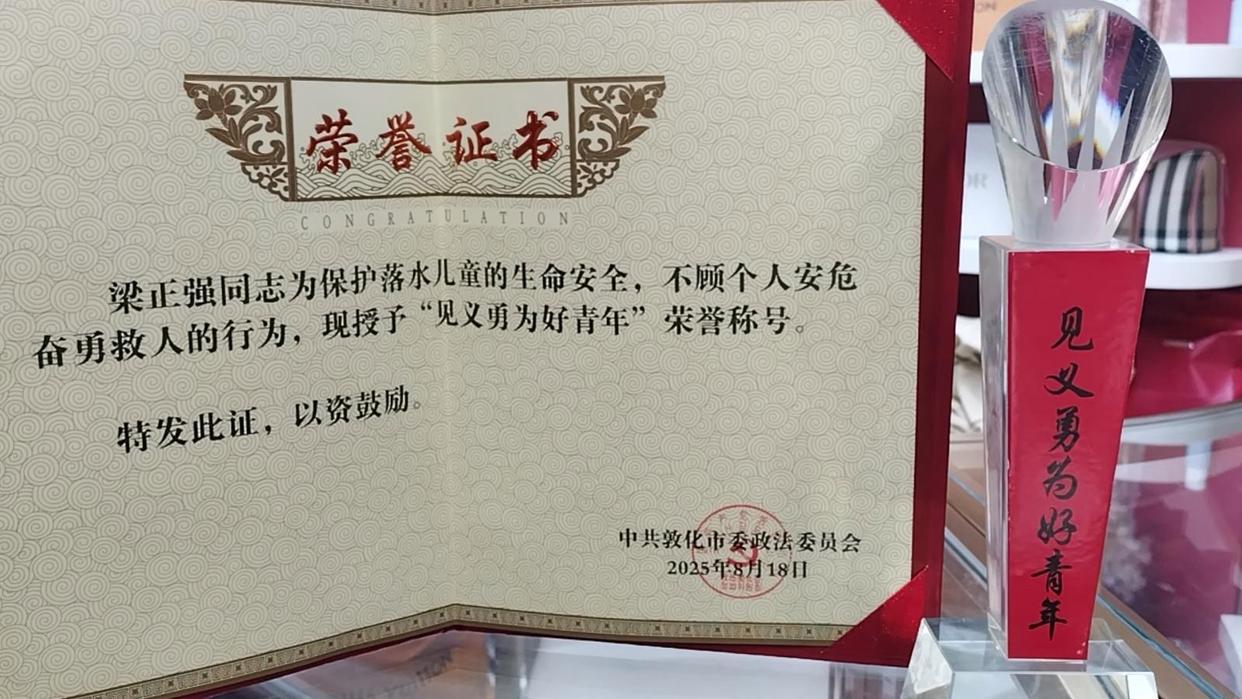 荣誉证书
CONGRATULATION
梁正强同志为保护落水儿童的生命安全，不顾个人安危
奋勇救人的行为，现授予“见义勇为好青年”荣誉称号。
特发此证，以资鼓励。
中共敦化市委政法委员会
2025年8月18日
见义勇为好青年